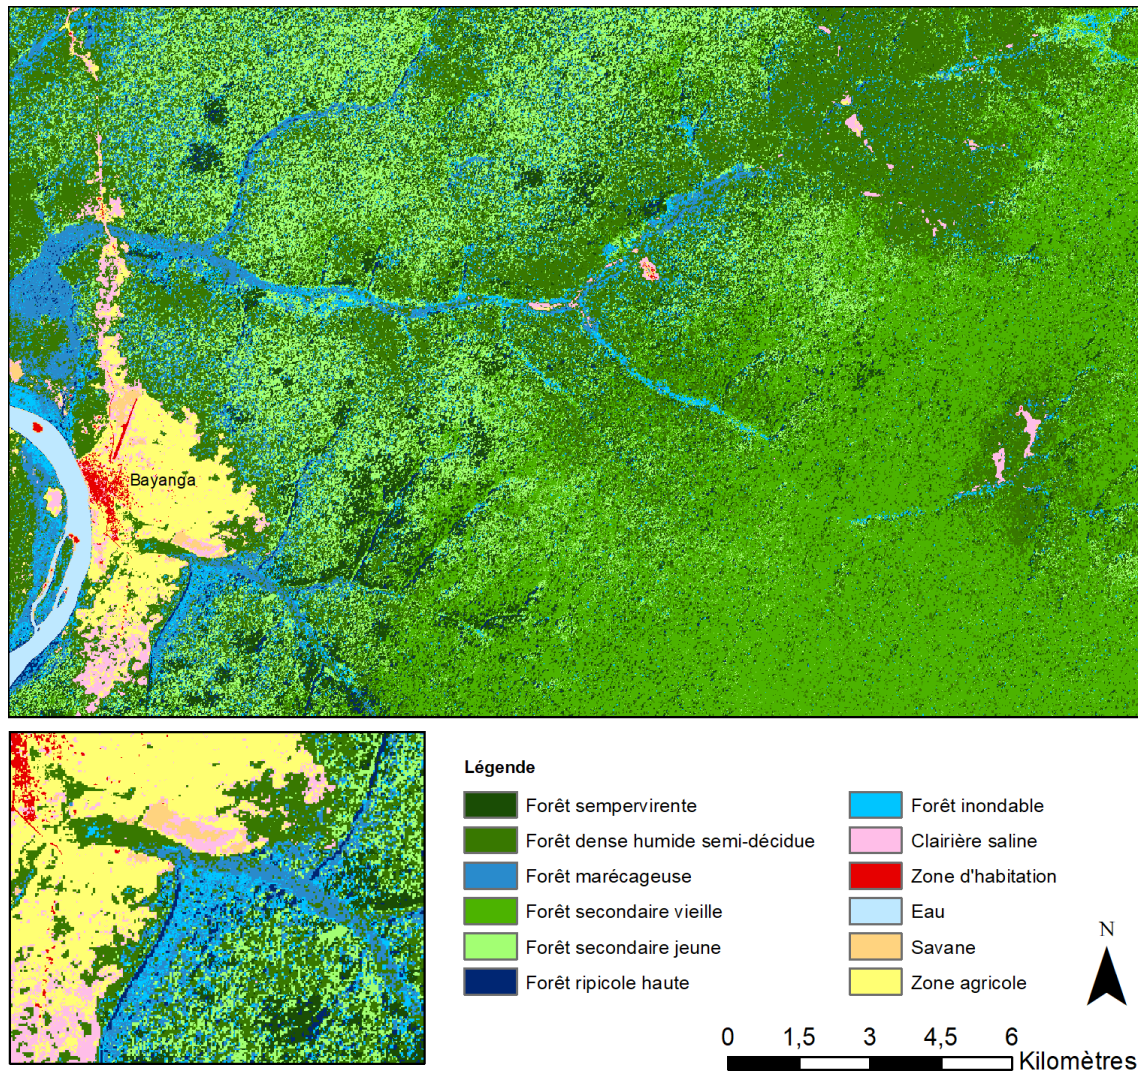 Bayanga
Légende
Forêt sempervirente
Forêt dense humide semi-décidue
Forêt marécageuse
Forêt secondaire vieille
Forêt secondaire jeune
Forêt ripicole haute
Forêt inondable
Clairière saline
Zone d'habitation
Eau
Savane
Zone agricole
N
0 1,5 3 4,5 6
Kilomètres